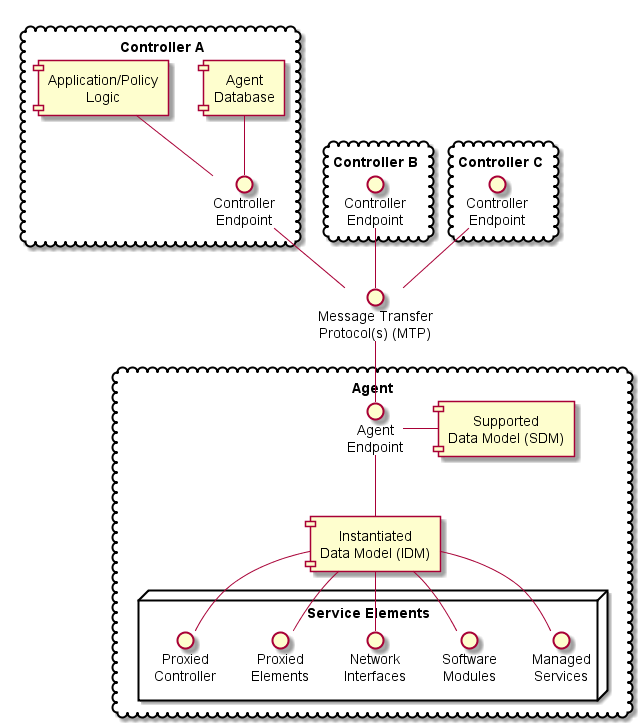 Controller A
Application/Policy
Logic
Agent
Database
Controller
Endpoint
Controller B
Controller
Endpoint
Controller C
Controller
Endpoint
Message Transfer
Protocol(s) (MTP)
Agent
Agent
Endpoint
Supported
Data Model (SDM)
Instantiated
Data Model (IDM)
Service Elements
Proxied
Controller
Proxied
Elements
Network
Interfaces
Software
Modules
Managed
Services